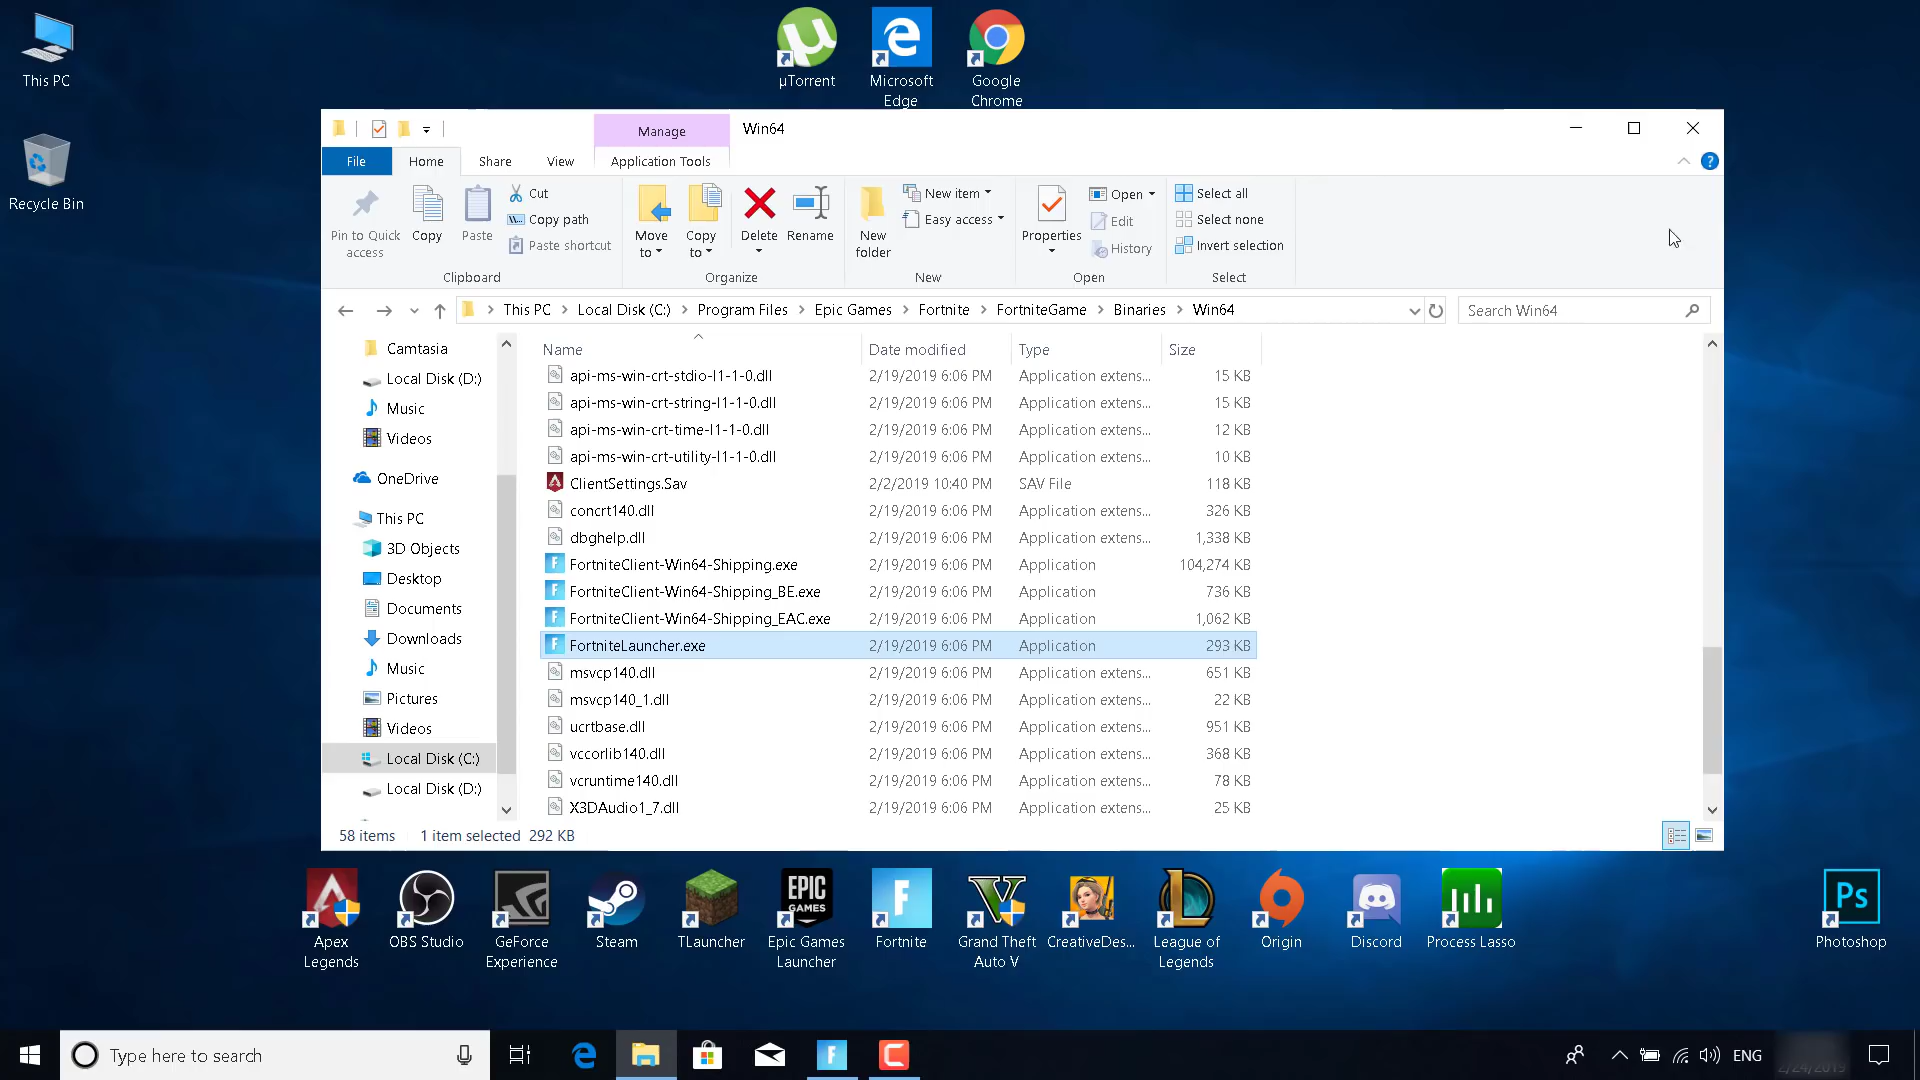 This PC
Recycle Bin
µTorrent
Microsoft
Edge
Google
Chrome
Manage
Win64
File
Home
Share
View
Application Tools
Pin to Quick
access
Copy
Paste
Cut
Copy path
Paste shortcut
Clipboard
Move
to
Copy
to
Delete
Rename
Organize
New
folder
New item
Easy access
New
Properties
Open
Edit
History
Open
Select all
Select none
Invert selection
Select
This PC > Local Disk (C:) > Program Files > Epic Games > Fortnite > FortniteGame > Binaries > Win64
Search Win64
Camtasia
Local Disk (D:)
Music
Videos
OneDrive
This PC
3D Objects
Desktop
Documents
Downloads
Music
Pictures
Videos
Local Disk (C:)
Local Disk (D:)
Name Date modified Type Size
api-ms-win-crt-stdio-l1-1-0.dll 2/19/2019 6:06 PM Application extens... 15 KB
api-ms-win-crt-string-l1-1-0.dll 2/19/2019 6:06 PM Application extens... 15 KB
api-ms-win-crt-time-l1-1-0.dll 2/19/2019 6:06 PM Application extens... 12 KB
api-ms-win-crt-utility-l1-1-0.dll 2/19/2019 6:06 PM Application extens... 10 KB
ClientSettings.Sav 2/2/2019 10:40 PM SAV File 118 KB
concrt140.dll 2/19/2019 6:06 PM Application extens... 326 KB
dbghelp.dll 2/19/2019 6:06 PM Application extens... 1,338 KB
FortniteClient-Win64-Shipping.exe 2/19/2019 6:06 PM Application 104,274 KB
FortniteClient-Win64-Shipping_BE.exe 2/19/2019 6:06 PM Application 736 KB
FortniteClient-Win64-Shipping_EAC.exe 2/19/2019 6:06 PM Application 1,062 KB
FortniteLauncher.exe 2/19/2019 6:06 PM Application 293 KB
msvcp140.dll 2/19/2019 6:06 PM Application extens... 651 KB
msvcp140_1.dll 2/19/2019 6:06 PM Application extens... 22 KB
ucrtbase.dll 2/19/2019 6:06 PM Application extens... 951 KB
vccorlib140.dll 2/19/2019 6:06 PM Application extens... 368 KB
vcruntime140.dll 2/19/2019 6:06 PM Application extens... 78 KB
X3DAudio1_7.dll 2/19/2019 6:06 PM Application extens... 25 KB
58 items 1 item selected 292 KB
Apex
Legends
OBS Studio
GeForce
Experience
Steam
TLauncher
EPIC
GAMES
Epic Games
Launcher
Fortnite
Grand Theft
Auto V
CreativeDes...
League of
Legends
Origin
Discord
Process Lasso
Ps
Photoshop
Type here to search
ENG
2/24/2019